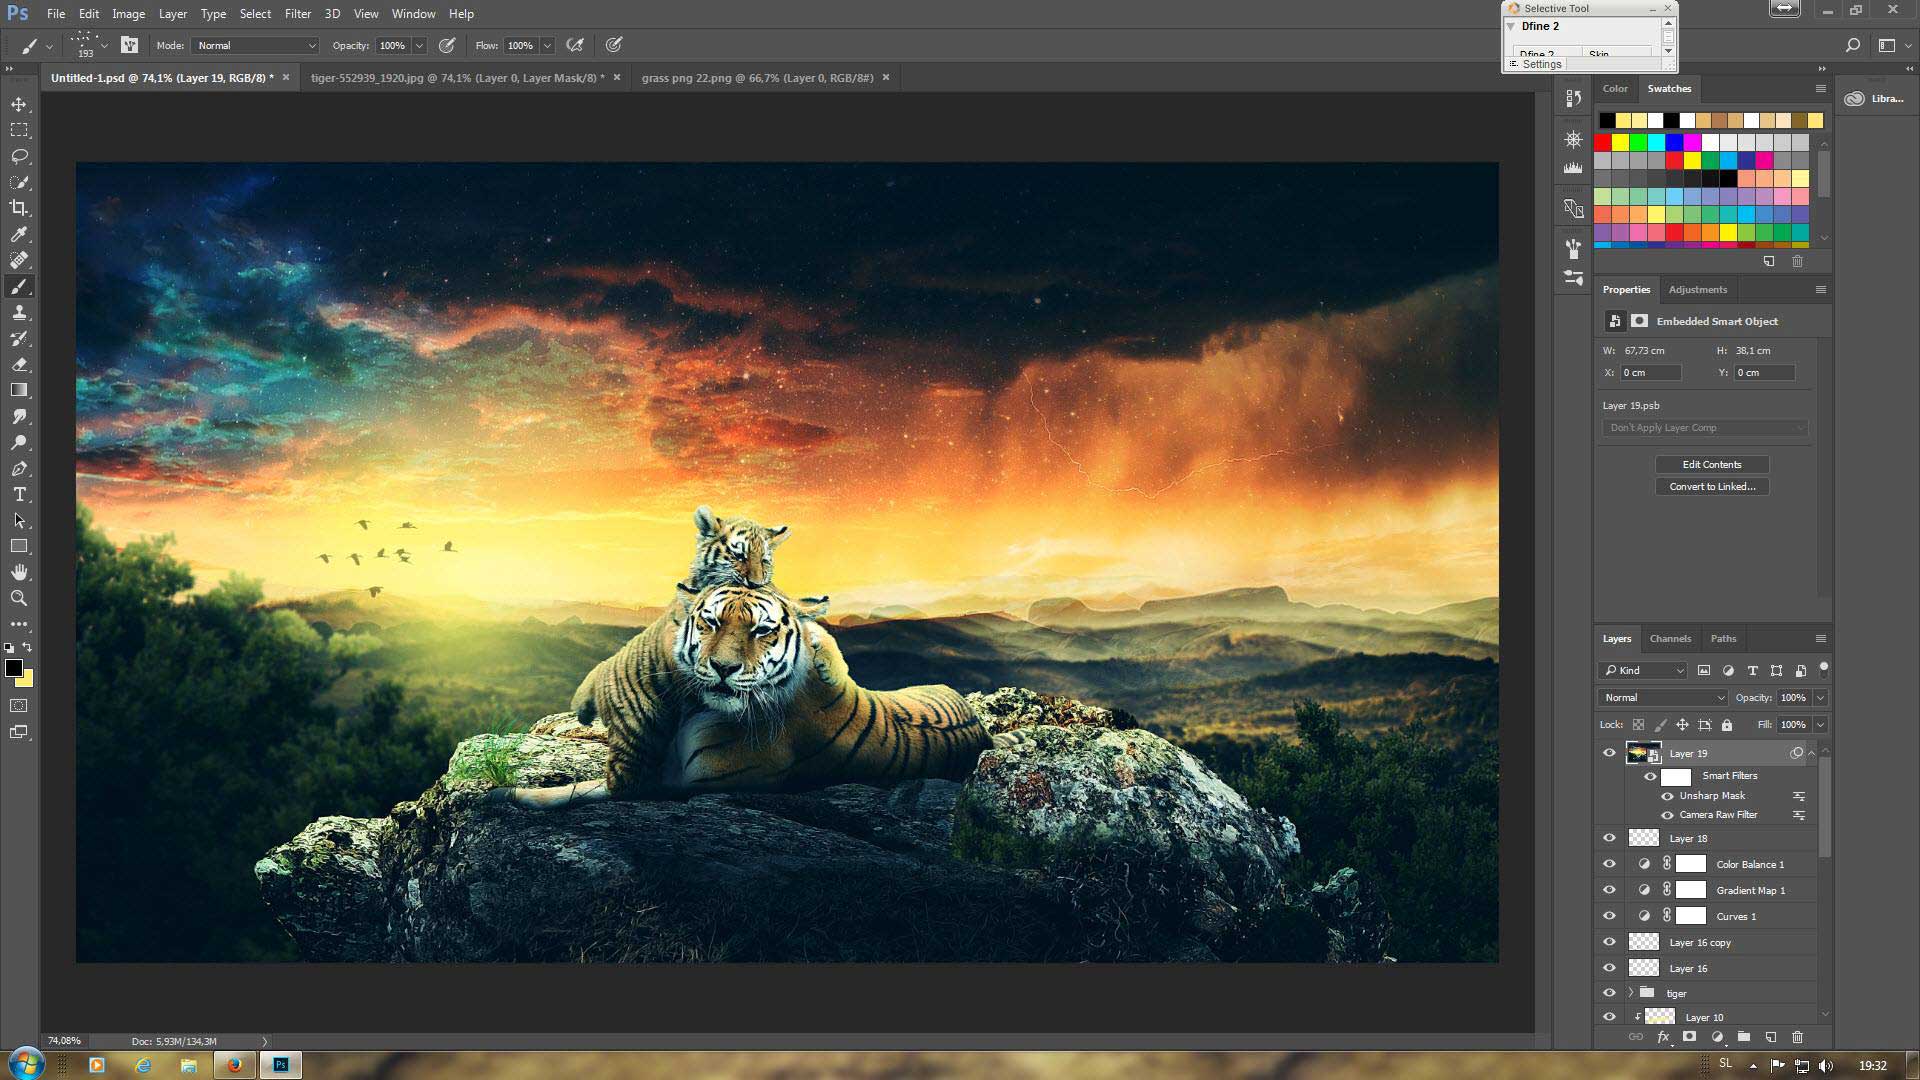 Ps File Edit Image Layer Type Select Filter 3D View Window Help
Selective Tool
Dfine 2
Dfine 2 Skin
Settings
193 Mode: Normal Opacity: 100% Flow: 100%
Untitled-1.psd @ 74,1% (Layer 19, RGB/8) * tiger-552939_1920.jpg @ 74,1% (Layer 0, Layer Mask/8) * grass png 22.png @ 66,7% (Layer 0, RGB/8#)
Color Swatches
Libra...
Properties Adjustments
Embedded Smart Object
W: 67,73 cm H: 38,1 cm
X: 0 cm Y: 0 cm
Layer 19.psb
Don't Apply Layer Comp
Edit Contents
Convert to Linked...
Layers Channels Paths
Kind
Normal Opacity: 100%
Lock: Fill: 100%
Layer 19
Smart Filters
Unsharp Mask
Camera Raw Filter
Layer 18
Color Balance 1
Gradient Map 1
Curves 1
Layer 16 copy
Layer 16
tiger
Layer 10
fx
74,08% Doc: 5,93M/134,3M
Ps SL 19:32